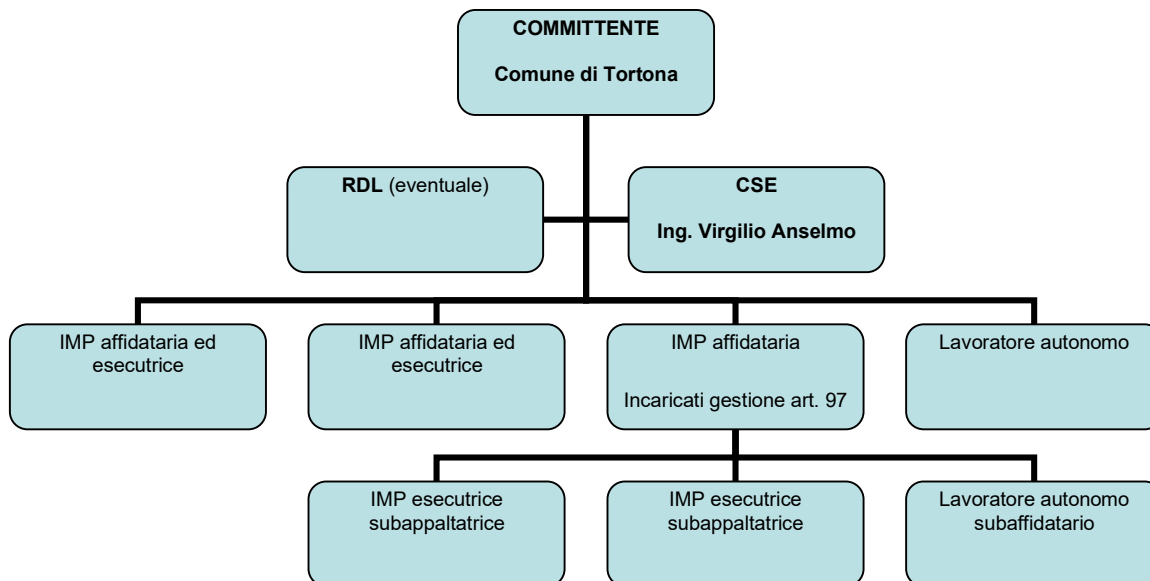 COMMITTENTE
Comune di Tortona
RDL (eventuale)
CSE
Ing. Virgilio Anselmo
IMP affidataria ed
esecutrice
IMP affidataria ed
esecutrice
IMP affidataria
Incaricati gestione art. 97
Lavoratore autonomo
IMP esecutrice
subappaltatrice
IMP esecutrice
subappaltatrice
Lavoratore autonomo
subaffidatario